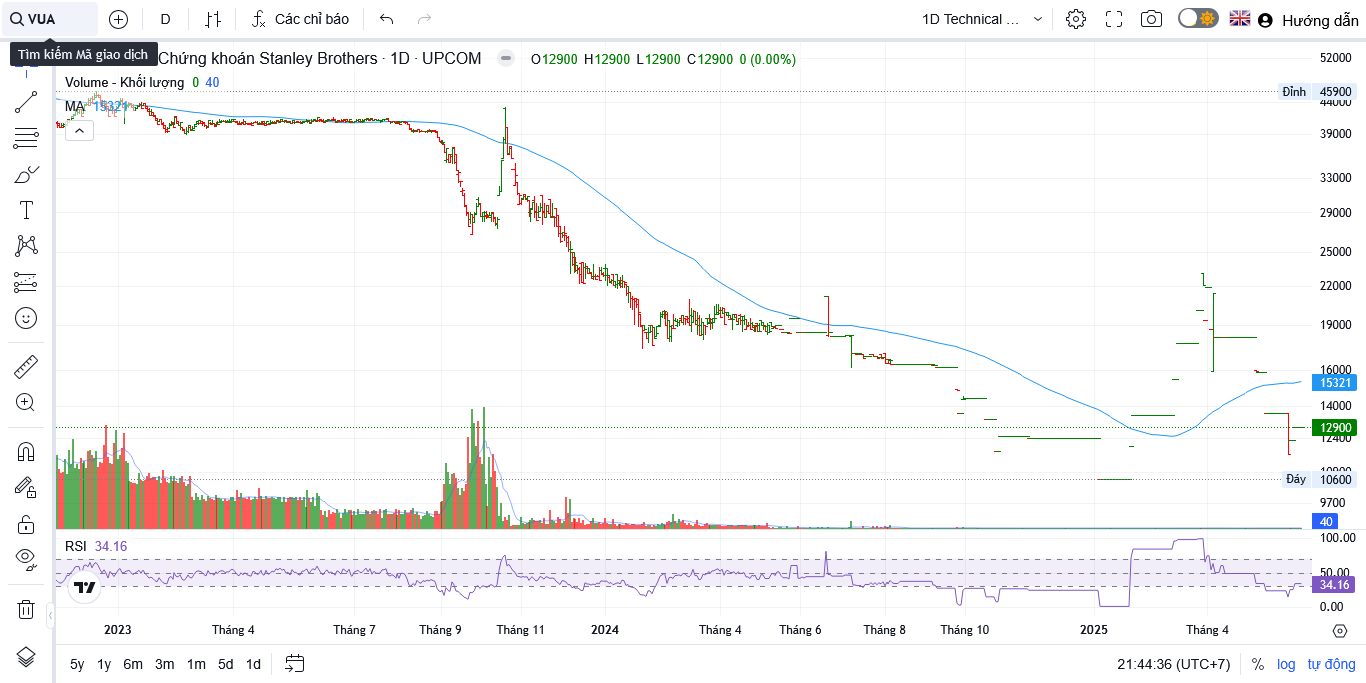 VUA
D
Các chỉ báo
1D Technical ...
Hướng dẫn
Tìm kiếm Mã giao dịch
Chứng khoán Stanley Brothers · 1D · UPCOM
O12900 H12900 L12900 C12900 0 (0.00%)
Volume - Khối lượng 0 40
MA 15321
52000
Đỉnh 45900
44000
39000
33000
29000
25000
22000
19000
16000
15321
14000
12900
12400
10900
Đáy 10600
9700
40
RSI 34.16
100.00
50.00
34.16
0.00
2023 Tháng 4 Tháng 7 Tháng 9 Tháng 11 2024 Tháng 4 Tháng 6 Tháng 8 Tháng 10 2025 Tháng 4
5y 1y 6m 3m 1m 5d 1d
21:44:36 (UTC+7) % log tự động